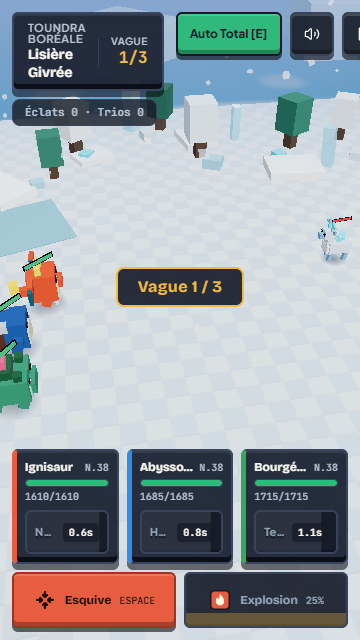 TOUNDRA
BORÉALE
Lisière
Givrée
VAGUE
1/3
Auto Total [E]
Éclats 0 · Trios 0
Vague 1 / 3
Ignisaur N.38
1610/1610
N... 0.6s
Abysso... N.38
1685/1685
H... 0.8s
Bourgé... N.38
1715/1715
Te... 1.1s
Esquive ESPACE
Explosion 25%